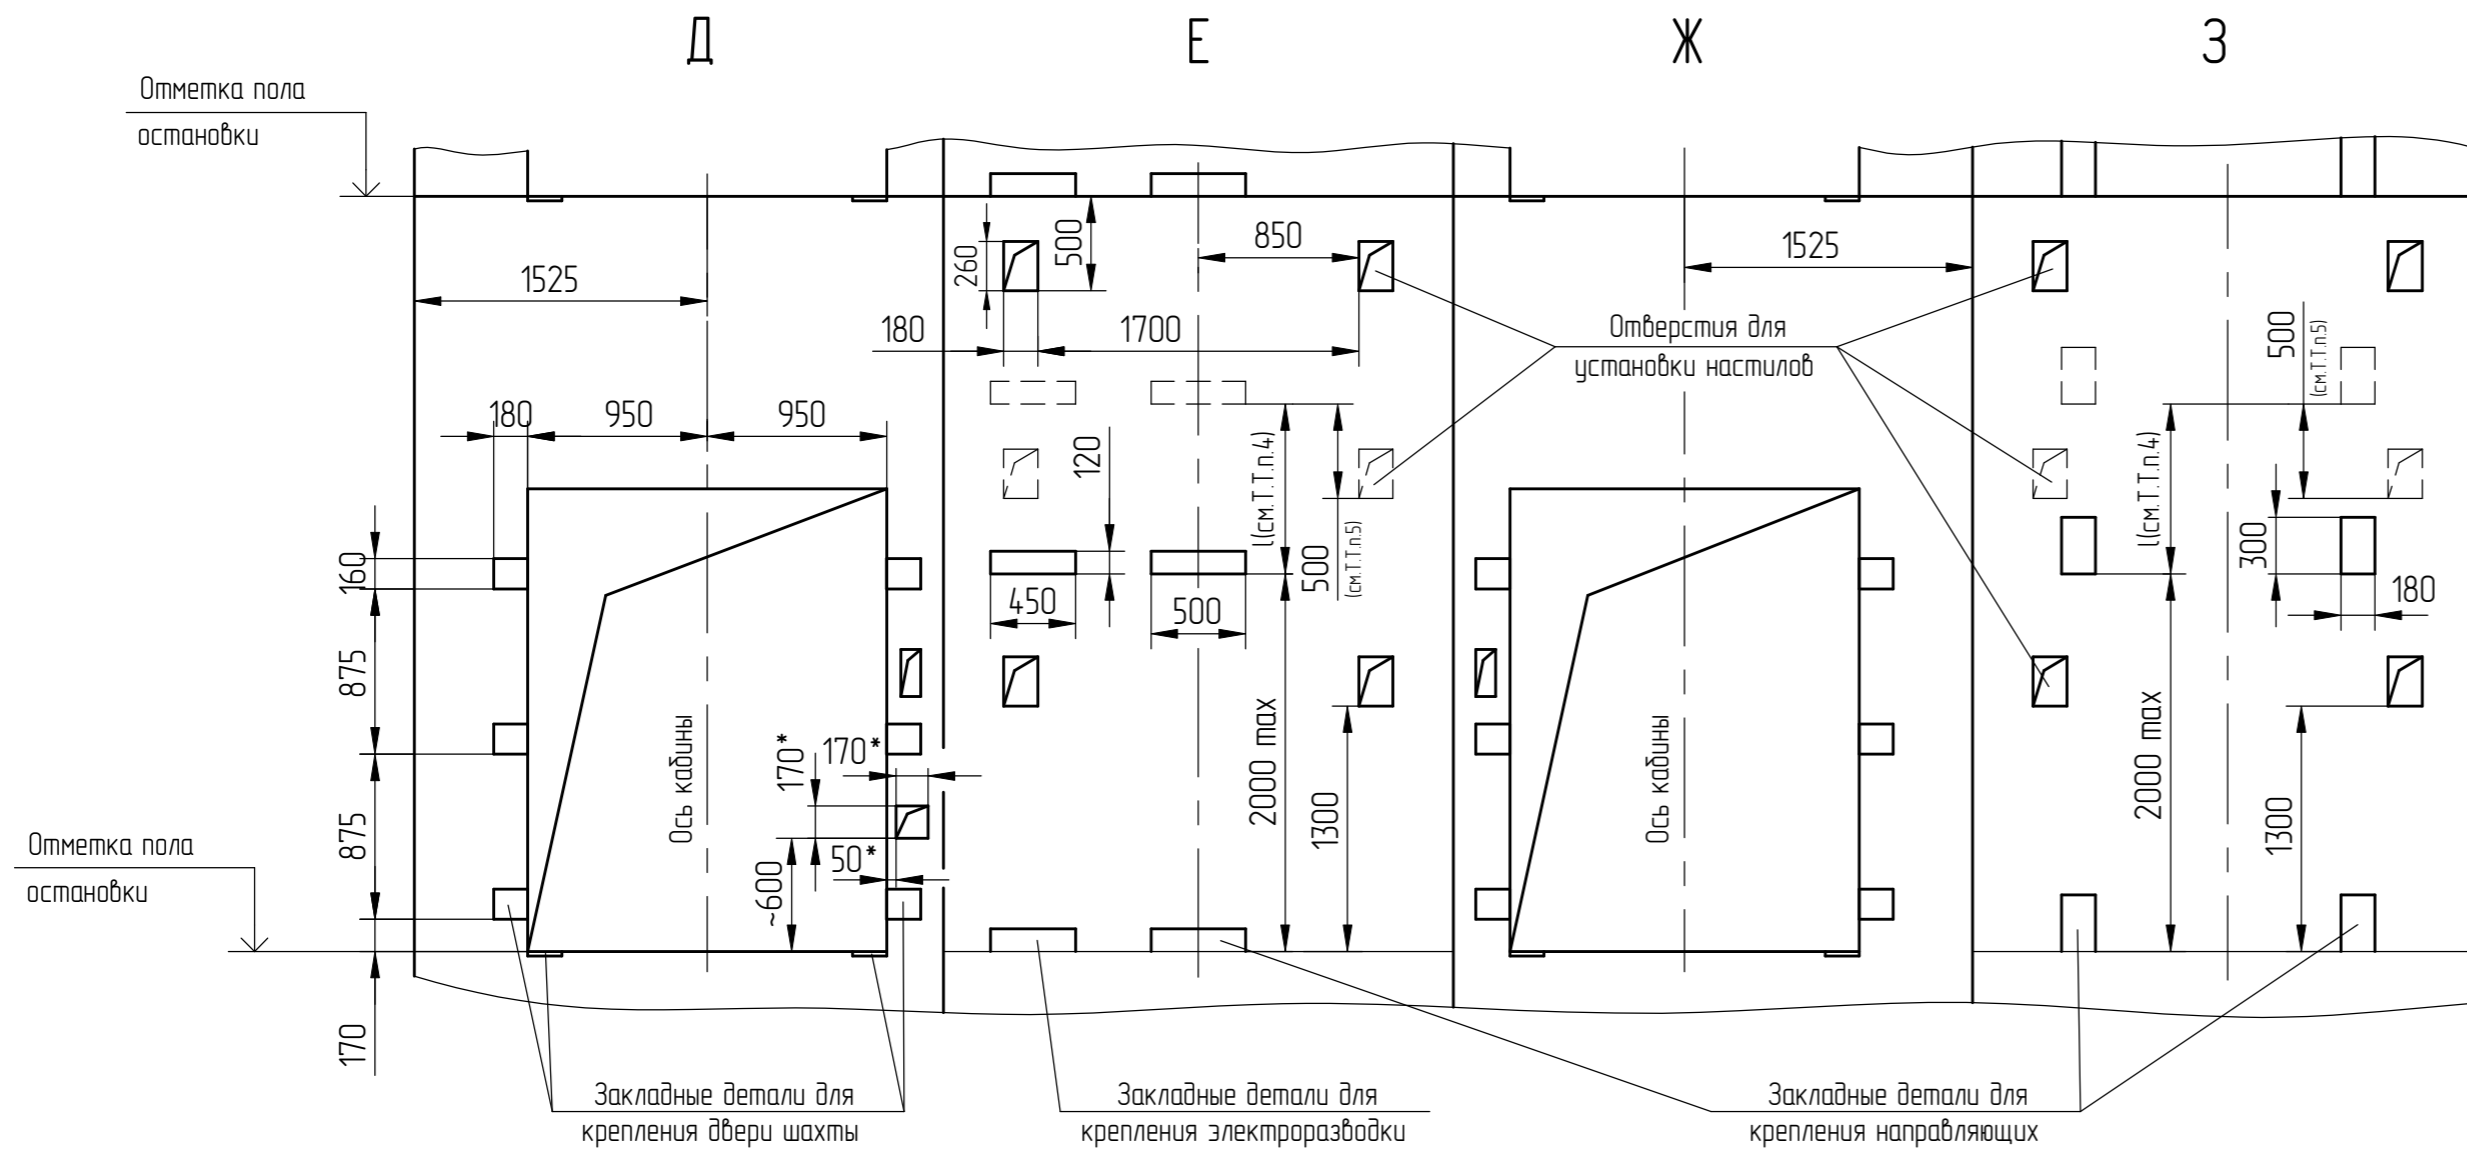 Д
Е
Ж
З
Отметка пола
остановки
1525
180
950
950
160
875
875
170
Отметка пола
остановки
Ось кабины
170*
170*
50*
~600
260
500
850
180
1700
120
l(см.Т.Т.п.4)
500
(см.Т.Т.п.5)
450
500
2000 max
1300
1525
Отверстия для
установки настилов
Ось кабины
500
(см.Т.Т.п.5)
l(см.Т.Т.п.4)
300
180
2000 max
1300
Закладные детали для
крепления двери шахты
Закладные детали для
крепления электроразводки
Закладные детали для
крепления направляющих